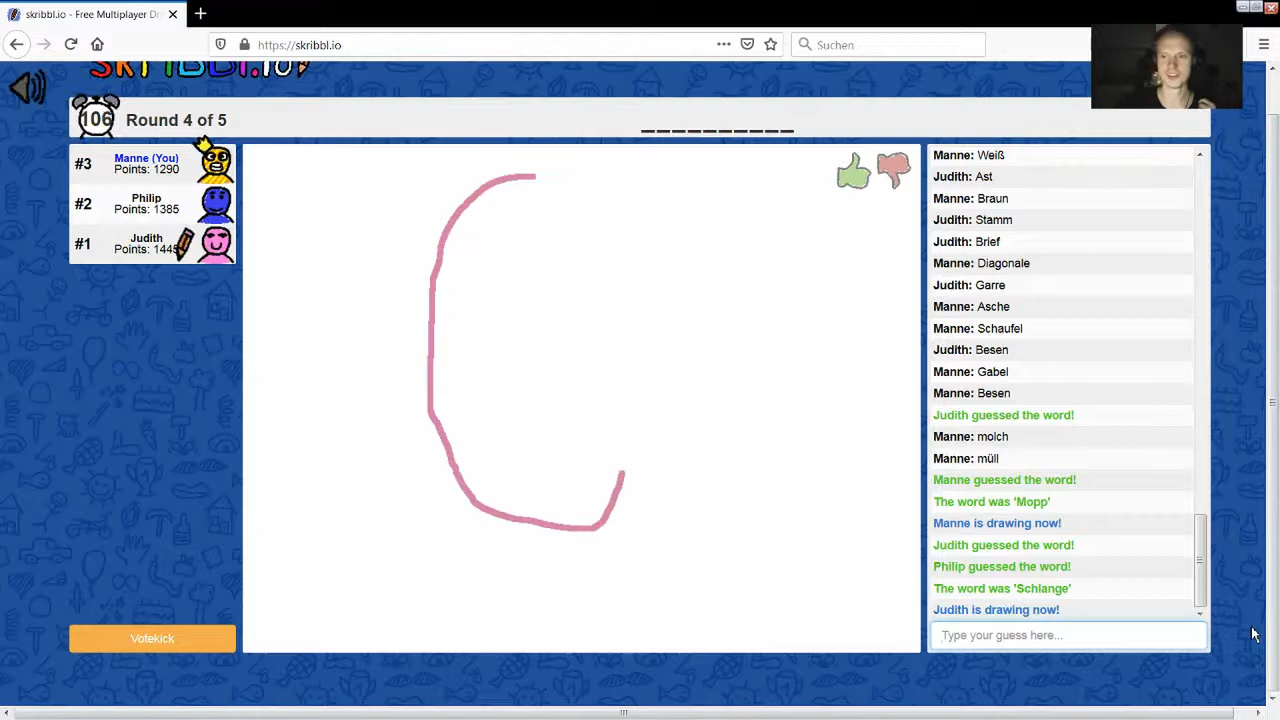 skribbl.io - Free Multiplayer Dr
https://skribbl.io
Suchen
SKRIBBL.io
106 Round 4 of 5
#3 Manne (You)
Points: 1290
#2 Philip
Points: 1385
#1 Judith
Points: 1445
Votekick
Manne: Weiß
Judith: Ast
Manne: Braun
Judith: Stamm
Judith: Brief
Manne: Diagonale
Judith: Garre
Manne: Asche
Manne: Schaufel
Judith: Besen
Manne: Gabel
Manne: Besen
Judith guessed the word!
Manne: molch
Manne: müll
Manne guessed the word!
The word was 'Mopp'
Manne is drawing now!
Judith guessed the word!
Philip guessed the word!
The word was 'Schlange'
Judith is drawing now!
Type your guess here...